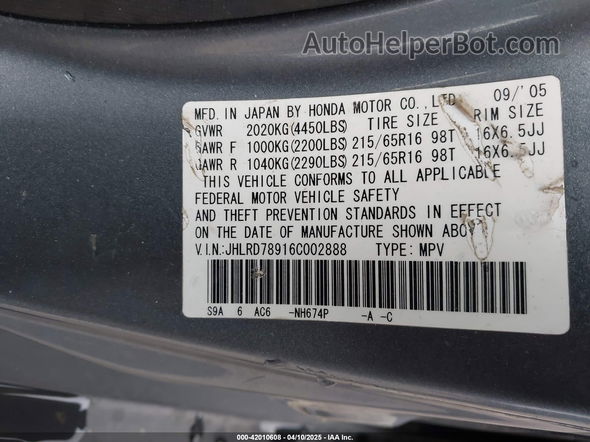 AutoHelperBot.com
MFD. IN JAPAN BY HONDA MOTOR CO., LTD. 09/'05
GVWR 2020KG(4450LBS) TIRE SIZE RIM SIZE
GAWR F 1000KG(2200LBS) 215/65R16 98T 16X6.5JJ
GAWR R 1040KG(2290LBS) 215/65R16 98T 16X6.5JJ
THIS VEHICLE CONFORMS TO ALL APPLICABLE
FEDERAL MOTOR VEHICLE SAFETY
AND THEFT PREVENTION STANDARDS IN EFFECT
ON THE DATE OF MANUFACTURE SHOWN ABOVE
V.I.N.:JHLRD78916C002888 TYPE: MPV
S9A 6 AC6 -NH674P -A -C
000-42010608 - 04/10/2025 - IAA Inc.